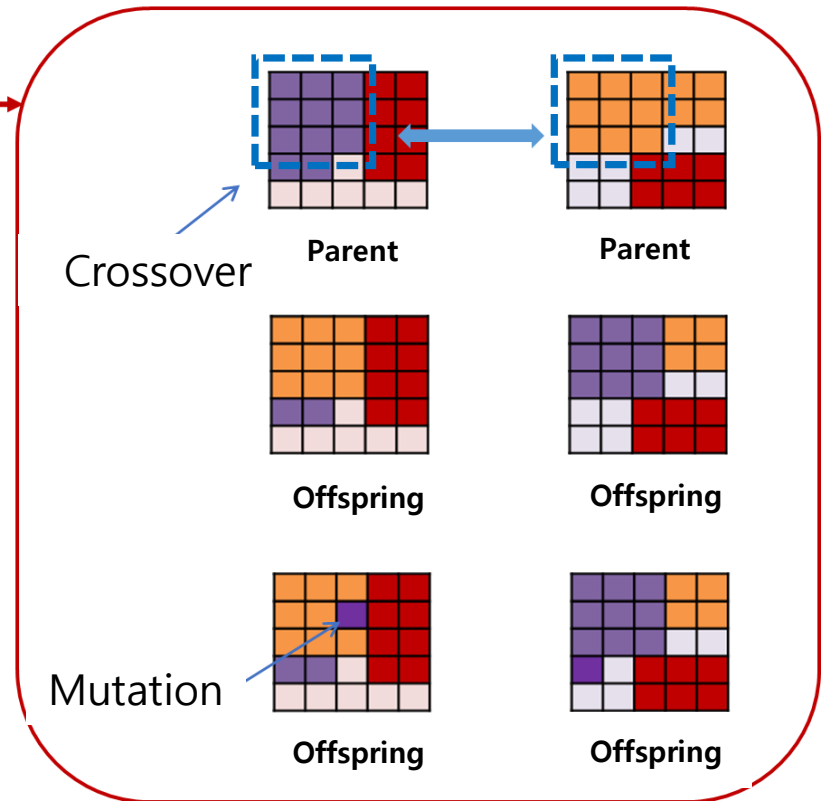 Parent
Parent
Crossover
Offspring
Offspring
Mutation
Offspring
Offspring